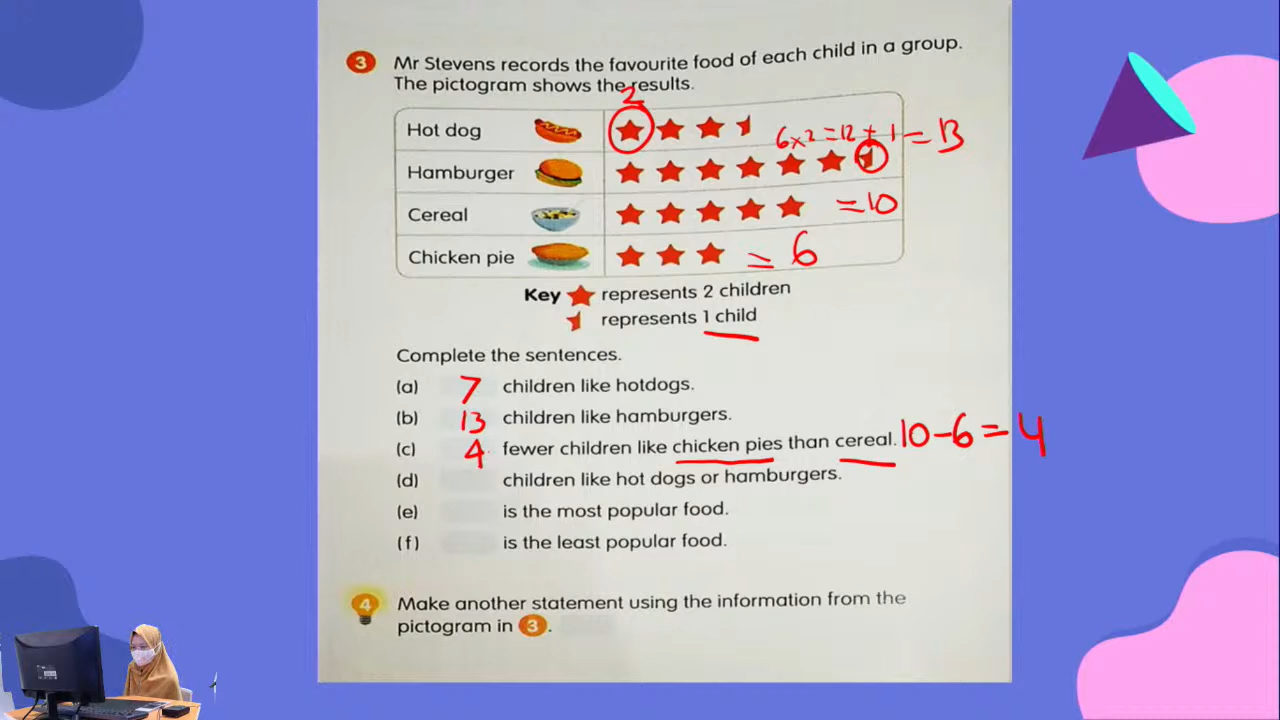 3 Mr Stevens records the favourite food of each child in a group.
The pictogram shows the results.
2
Hot dog
6x2=12+1=13
Hamburger
Cereal =10
Chicken pie = 6
Key represents 2 children
represents 1 child
Complete the sentences.
(a) 7 children like hotdogs.
(b) 13 children like hamburgers.
(c) 4 fewer children like chicken pies than cereal. 10-6=4
(d) children like hot dogs or hamburgers.
(e) is the most popular food.
(f) is the least popular food.
4 Make another statement using the information from the
pictogram in 3.